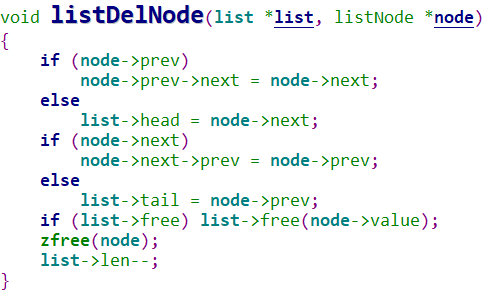 void listDelNode(list *list, listNode *node)
{
    if (node->prev)
        node->prev->next = node->next;
    else
        list->head = node->next;
    if (node->next)
        node->next->prev = node->prev;
    else
        list->tail = node->prev;
    if (list->free) list->free(node->value);
    zfree(node);
    list->len--;
}